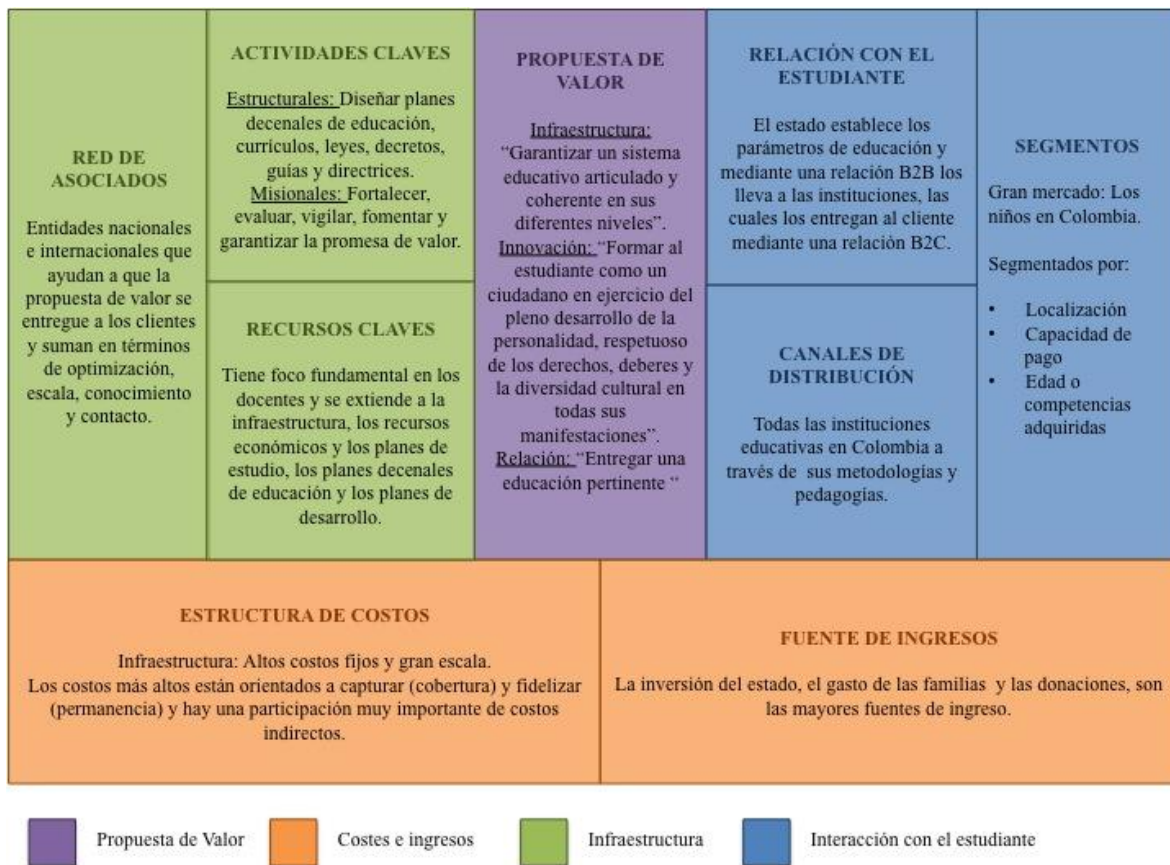 RED DE
ASOCIADOS
Entidades nacionales
e internacionales que
ayudan a que la
propuesta de valor se
entregue a los clientes
y suman en términos
de optimización,
escala, conocimiento
y contacto.
ACTIVIDADES CLAVES
Estructurales: Diseñar planes
decenales de educación,
currículos, leyes, decretos,
guías y directrices.
Misionales: Fortalecer,
evaluar, vigilar, fomentar y
garantizar la promesa de valor.
RECURSOS CLAVES
Tiene foco fundamental en los
docentes y se extiende a la
infraestructura, los recursos
económicos y los planes de
estudio, los planes decenales
de educación y los planes de
desarrollo.
PROPUESTA DE
VALOR
Infraestructura:
“Garantizar un sistema
educativo articulado y
coherente en sus
diferentes niveles”.
Innovación: “Formar al
estudiante como un
ciudadano en ejercicio del
pleno desarrollo de la
personalidad, respetuoso
de los derechos, deberes y
la diversidad cultural en
todas sus
manifestaciones”.
Relación: “Entregar una
educación pertinente “
RELACIÓN CON EL
ESTUDIANTE
El estado establece los
parámetros de educación y
mediante una relación B2B los
lleva a las instituciones, las
cuales los entregan al cliente
mediante una relación B2C.
CANALES DE
DISTRIBUCIÓN
Todas las instituciones
educativas en Colombia a
través de sus metodologías y
pedagogías.
SEGMENTOS
Gran mercado: Los
niños en Colombia.
Segmentados por:
• Localización
• Capacidad de
pago
• Edad o
competencias
adquiridas
ESTRUCTURA DE COSTOS
Infraestructura: Altos costos fijos y gran escala.
Los costos más altos están orientados a capturar (cobertura) y fidelizar
(permanencia) y hay una participación muy importante de costos
indirectos.
FUENTE DE INGRESOS
La inversión del estado, el gasto de las familias y las donaciones, son
las mayores fuentes de ingreso.
Propuesta de Valor
Costes e ingresos
Infraestructura
Interacción con el estudiante